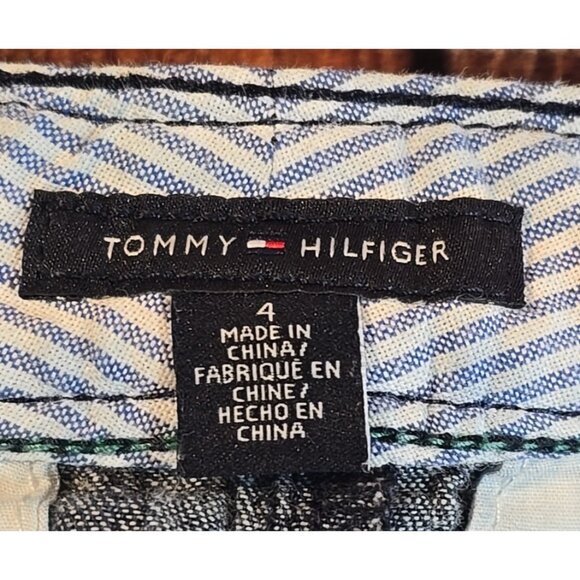 TOMMY HILFIGER
4
MADE IN
CHINA/
FABRIQUÉ EN
CHINE/
HECHO EN
CHINA